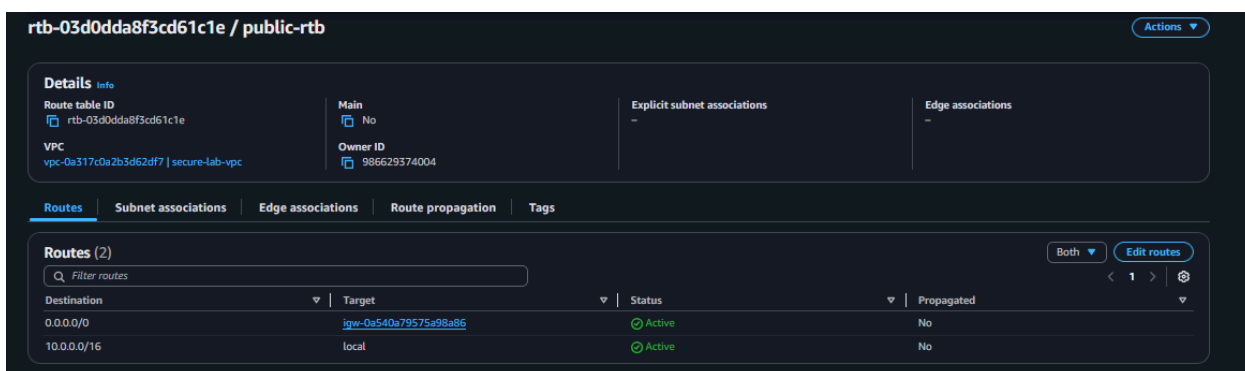 rtb-03d0dda8f3cd61c1e / public-rtb
Actions
Details Info
Route table ID
rtb-03d0dda8f3cd61c1e
Main
No
Explicit subnet associations
–
Edge associations
–
VPC
vpc-0a317c0a2b3d62df7 | secure-lab-vpc
Owner ID
986629374004
Routes
Subnet associations
Edge associations
Route propagation
Tags
Routes (2)
Both
Edit routes
Filter routes
1
Destination Target Status Propagated
0.0.0.0/0 igw-0a540a79575a98a86 Active No
10.0.0.0/16 local Active No